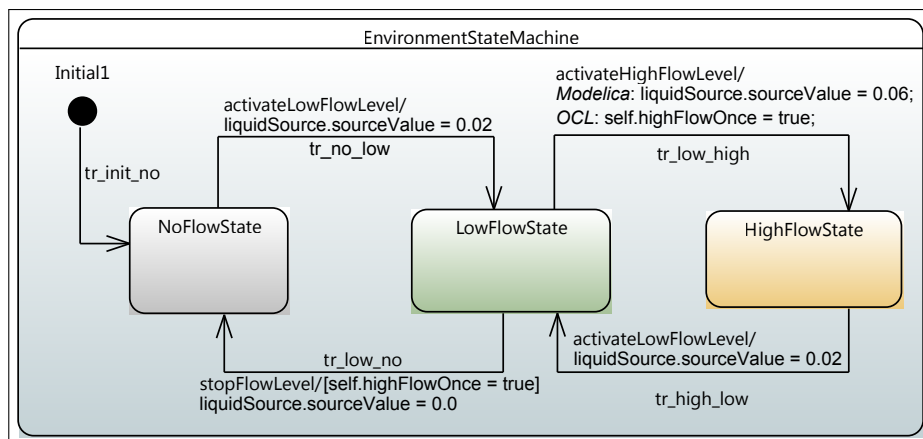 EnvironmentStateMachine
Initial1
tr_init_no
activateLowFlowLevel/
liquidSource.sourceValue = 0.02
tr_no_low
activateHighFlowLevel/
Modelica: liquidSource.sourceValue = 0.06;
OCL: self.highFlowOnce = true;
tr_low_high
NoFlowState
LowFlowState
HighFlowState
tr_low_no
stopFlowLevel/[self.highFlowOnce = true]
liquidSource.sourceValue = 0.0
activateLowFlowLevel/
liquidSource.sourceValue = 0.02
tr_high_low